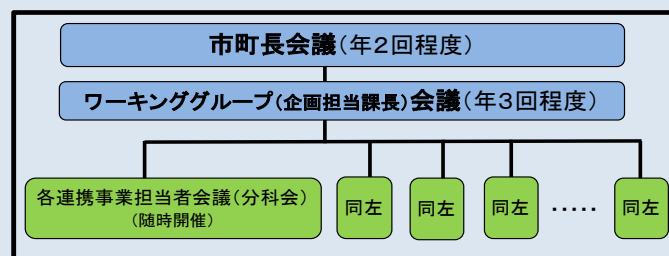 市町長会議(年2回程度)
ワーキンググループ(企画担当課長)会議(年3回程度)
各連携事業担当者会議(分科会)
(随時開催)
同左
同左
同左
・・・・・
同左